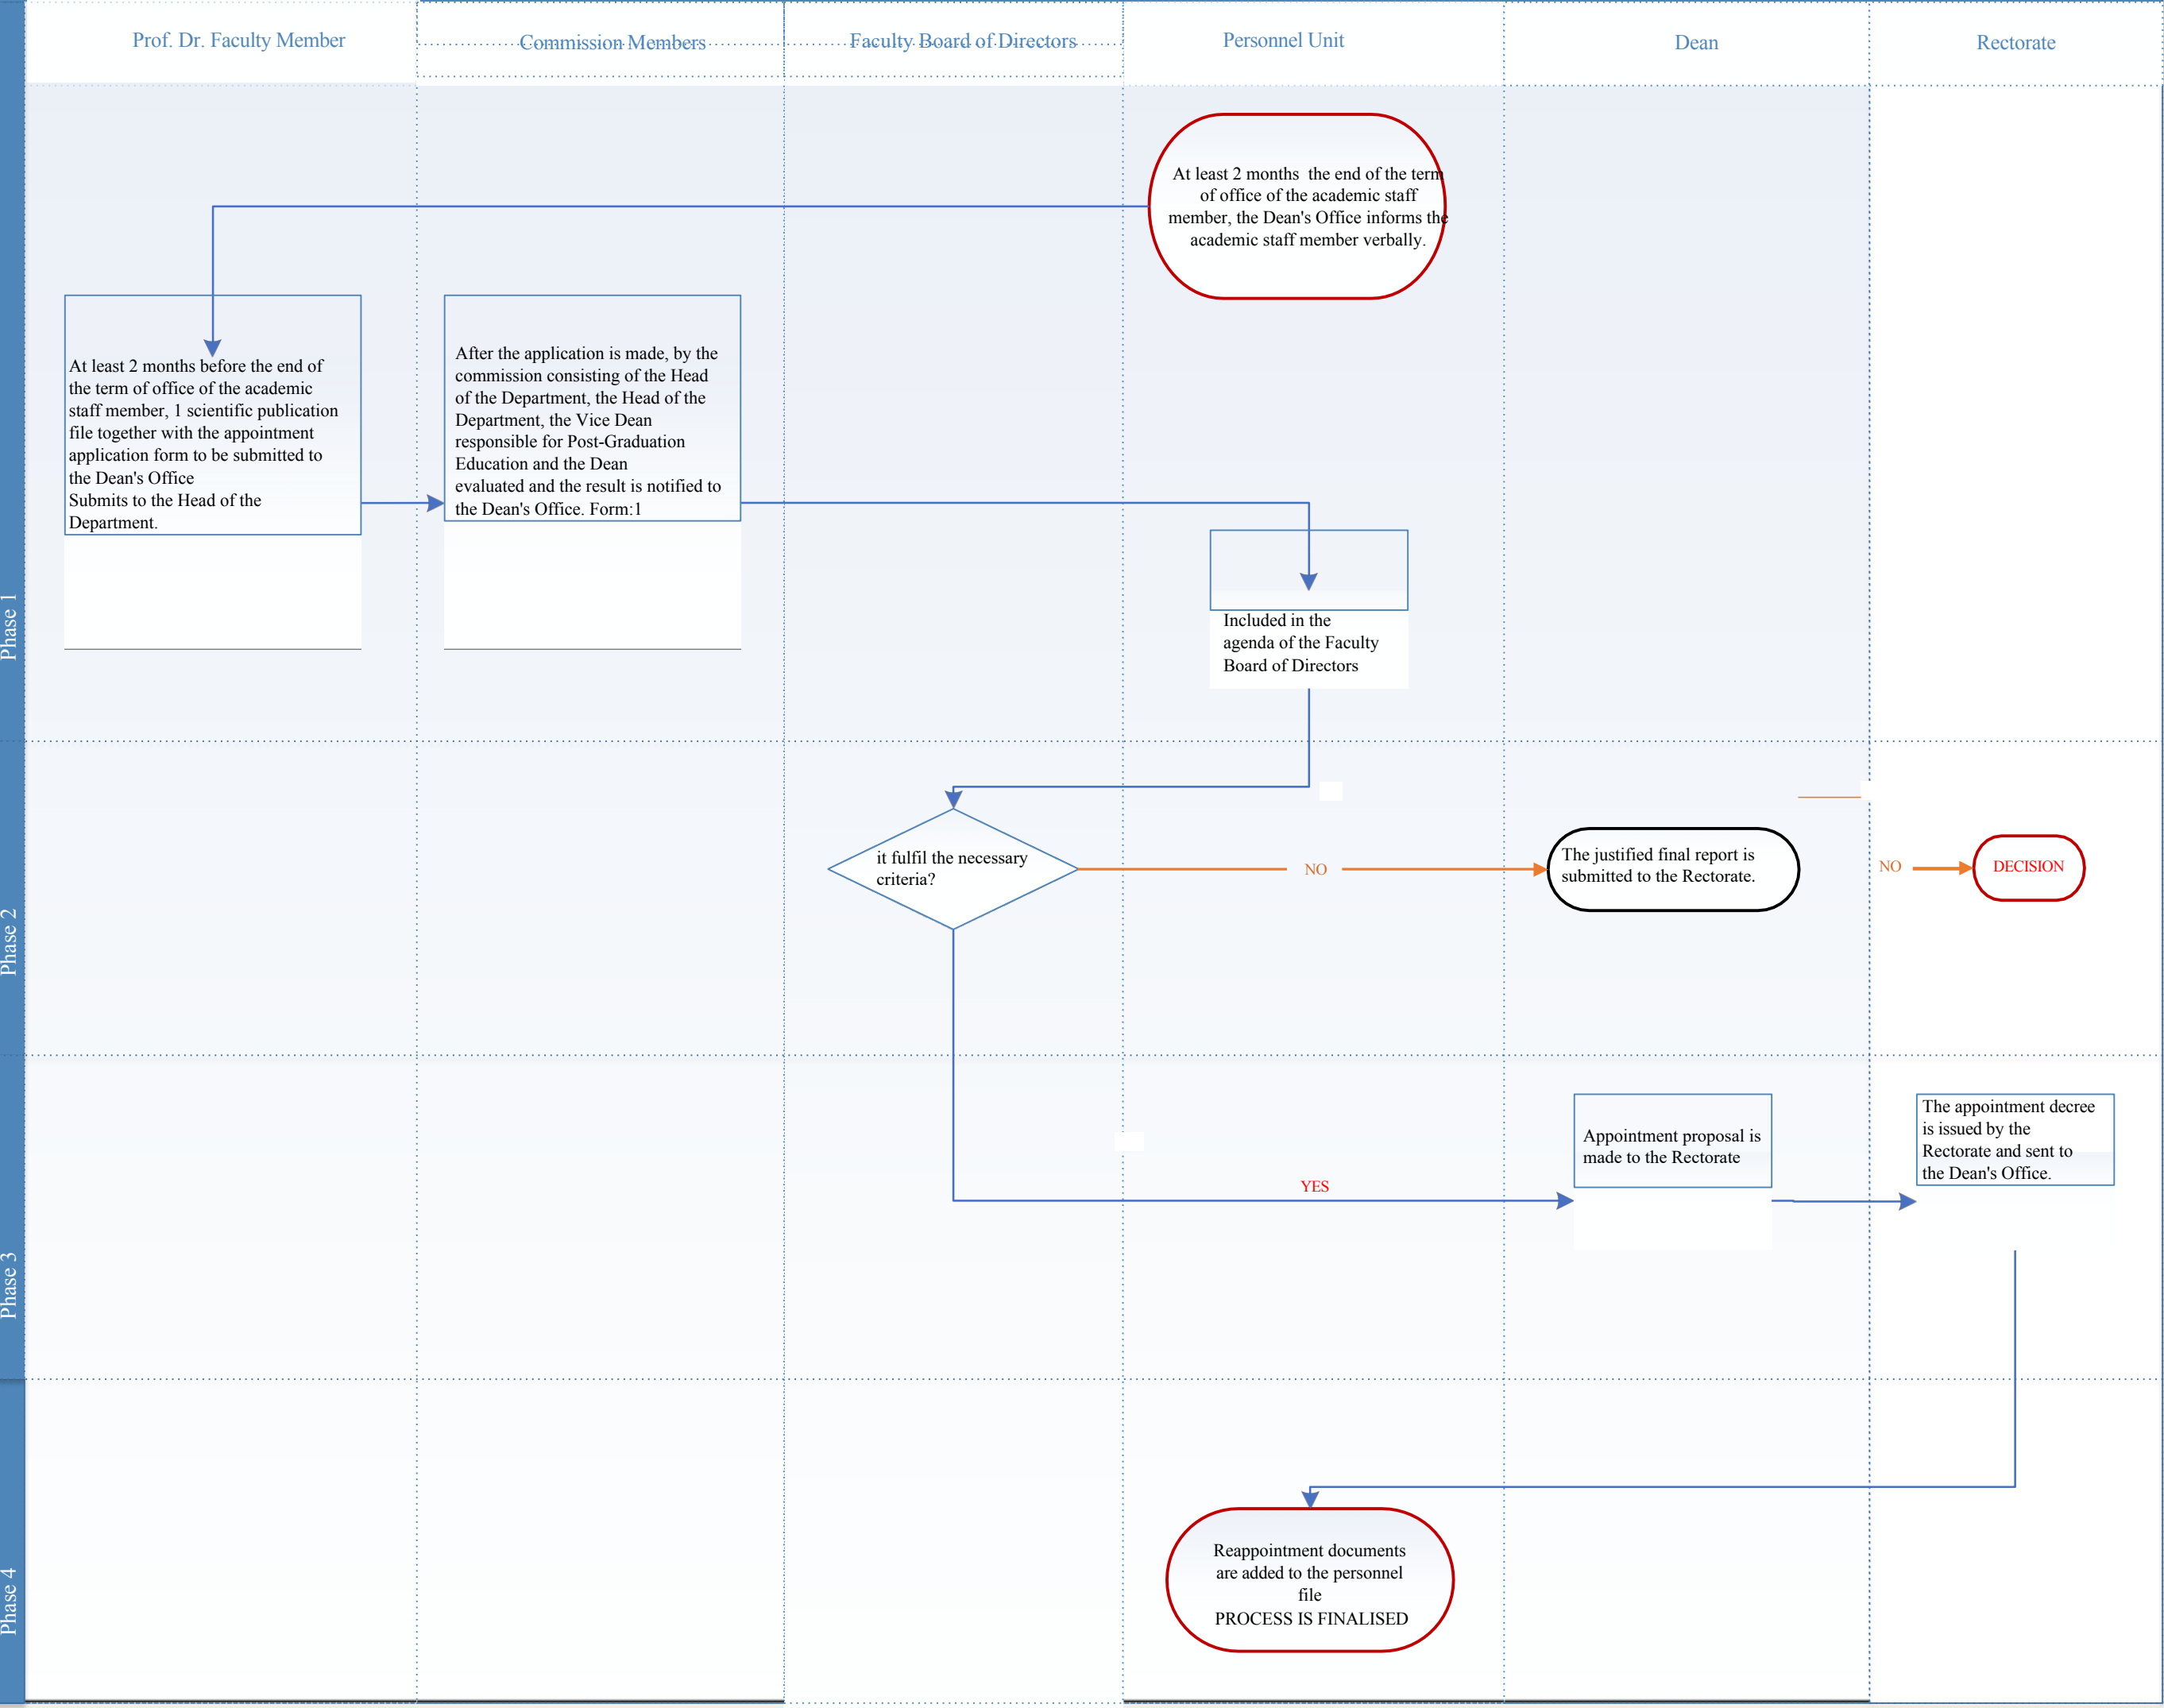 Prof. Dr. Faculty Member
Commission Members
Faculty Board of Directors
Personnel Unit
Dean
Rectorate
Phase 1
At least 2 months  the end of the term
of office of the academic staff
member, the Dean's Office informs the
academic staff member verbally.
At least 2 months before the end of
the term of office of the academic
staff member, 1 scientific publication
file together with the appointment
application form to be submitted to
the Dean's Office
Submits to the Head of the
Department.
After the application is made, by the
commission consisting of the Head
of the Department, the Head of the
Department, the Vice Dean
responsible for Post-Graduation
Education and the Dean
evaluated and the result is notified to
the Dean's Office. Form:1
Included in the
agenda of the Faculty
Board of Directors
Phase 2
it fulfil the necessary
criteria?
NO
The justified final report is
submitted to the Rectorate.
NO
DECISION
Phase 3
YES
Appointment proposal is
made to the Rectorate
The appointment decree
is issued by the
Rectorate and sent to
the Dean's Office.
Phase 4
Reappointment documents
are added to the personnel
file
PROCESS IS FINALISED